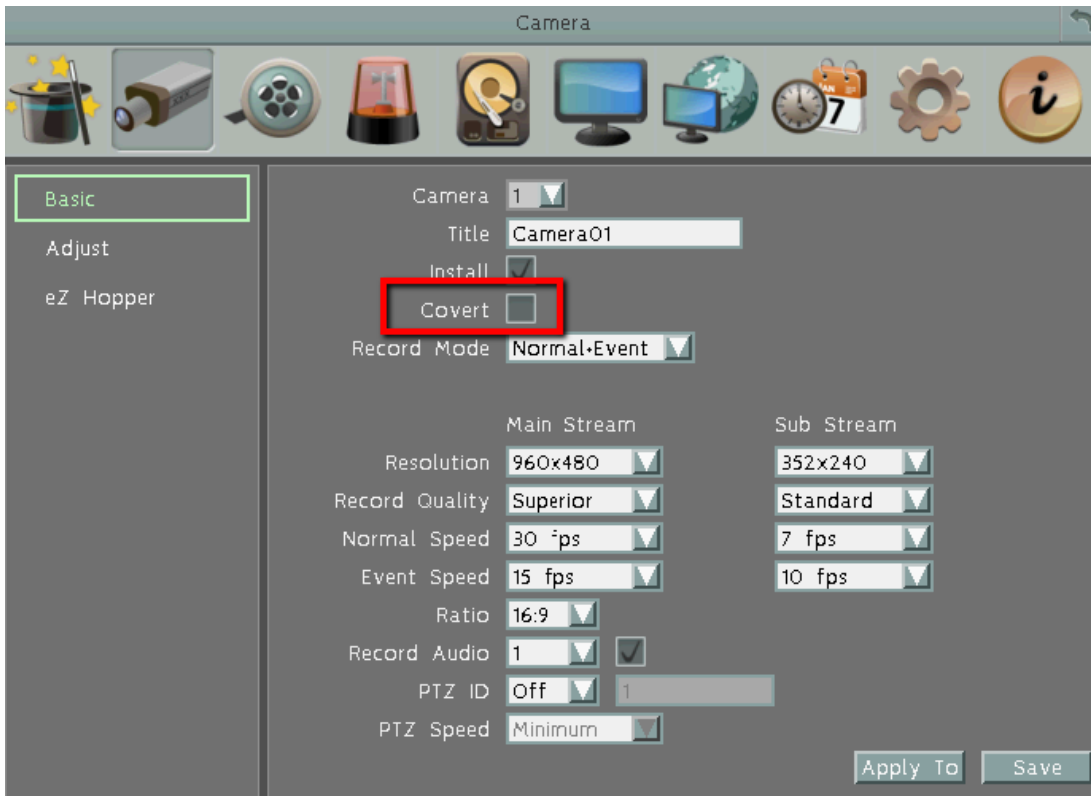 Camera
JAN
7
Basic
Adjust
eZ Hopper
Camera 1
Title Camera01
Install
Covert
Record Mode Normal+Event
Main Stream Sub Stream
Resolution 960x480 352x240
Record Quality Superior Standard
Normal Speed 30 fps 7 fps
Event Speed 15 fps 10 fps
Ratio 16:9
Record Audio 1
PTZ ID Off 1
PTZ Speed Minimum
Apply To Save